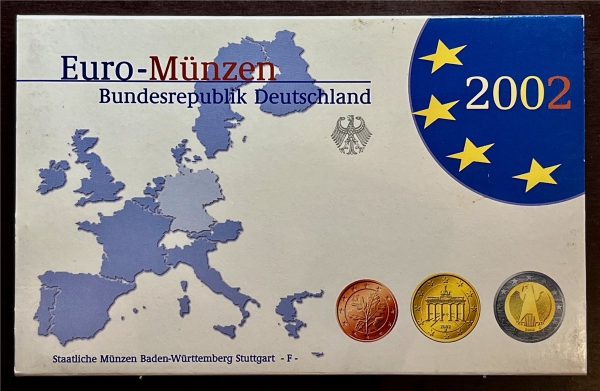 Euro-Münzen
Bundesrepublik Deutschland
2002
Staatliche Münzen Baden-Württemberg Stuttgart - F -